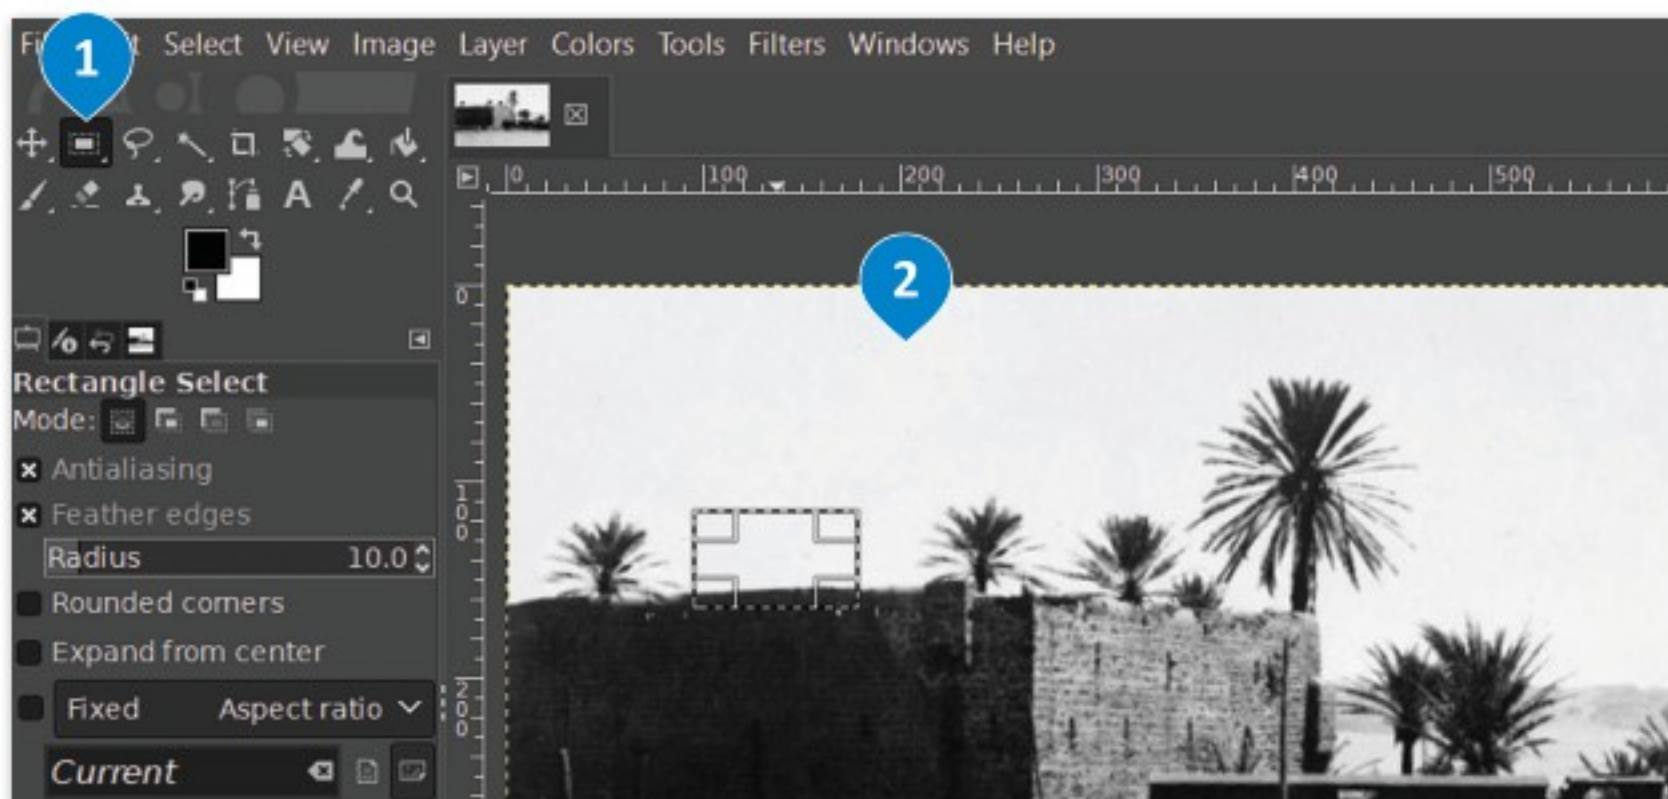 1
Select View Image Layer Colors Tools Filters Windows Help
0 100 200 300 400 500
2
0
Rectangle Select
Mode:
Antialiasing
100
Feather edges
Radius 10.0
Rounded corners
Expand from center
Fixed Aspect ratio
200
Current